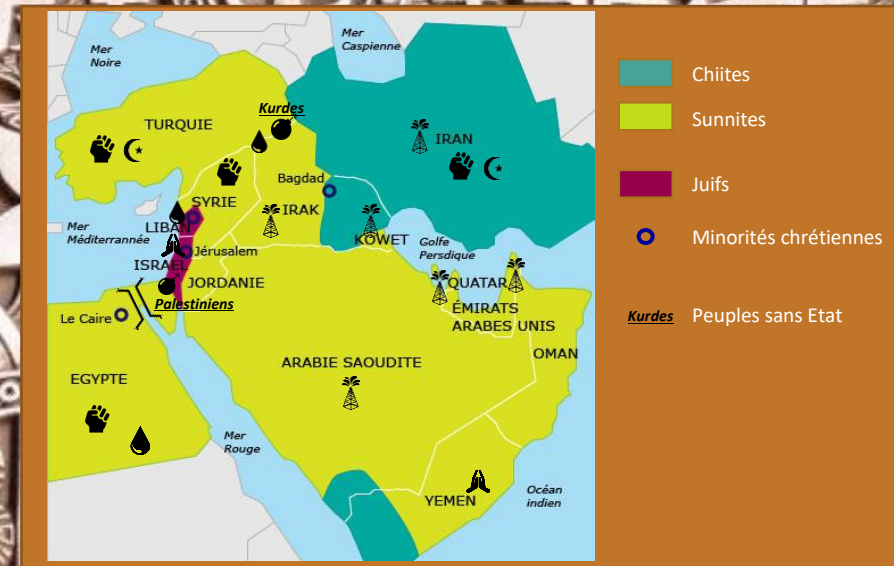 Mer
Noire
Mer
Caspienne
Kurdes
TURQUIE
IRAN
Bagdad
SYRIE
IRAK
LIBAN
Mer
Méditerrannée
Jérusalem
KOWET
Golfe
Persdique
ISRAEL
JORDANIE
QUATAR
Palestiniens
ÉMIRATS
ARABES UNIS
Le Caire
OMAN
ARABIE SAOUDITE
EGYPTE
Mer
Rouge
YEMEN
Océan
indien
Chiites
Sunnites
Juifs
Minorités chrétiennes
Kurdes Peuples sans Etat